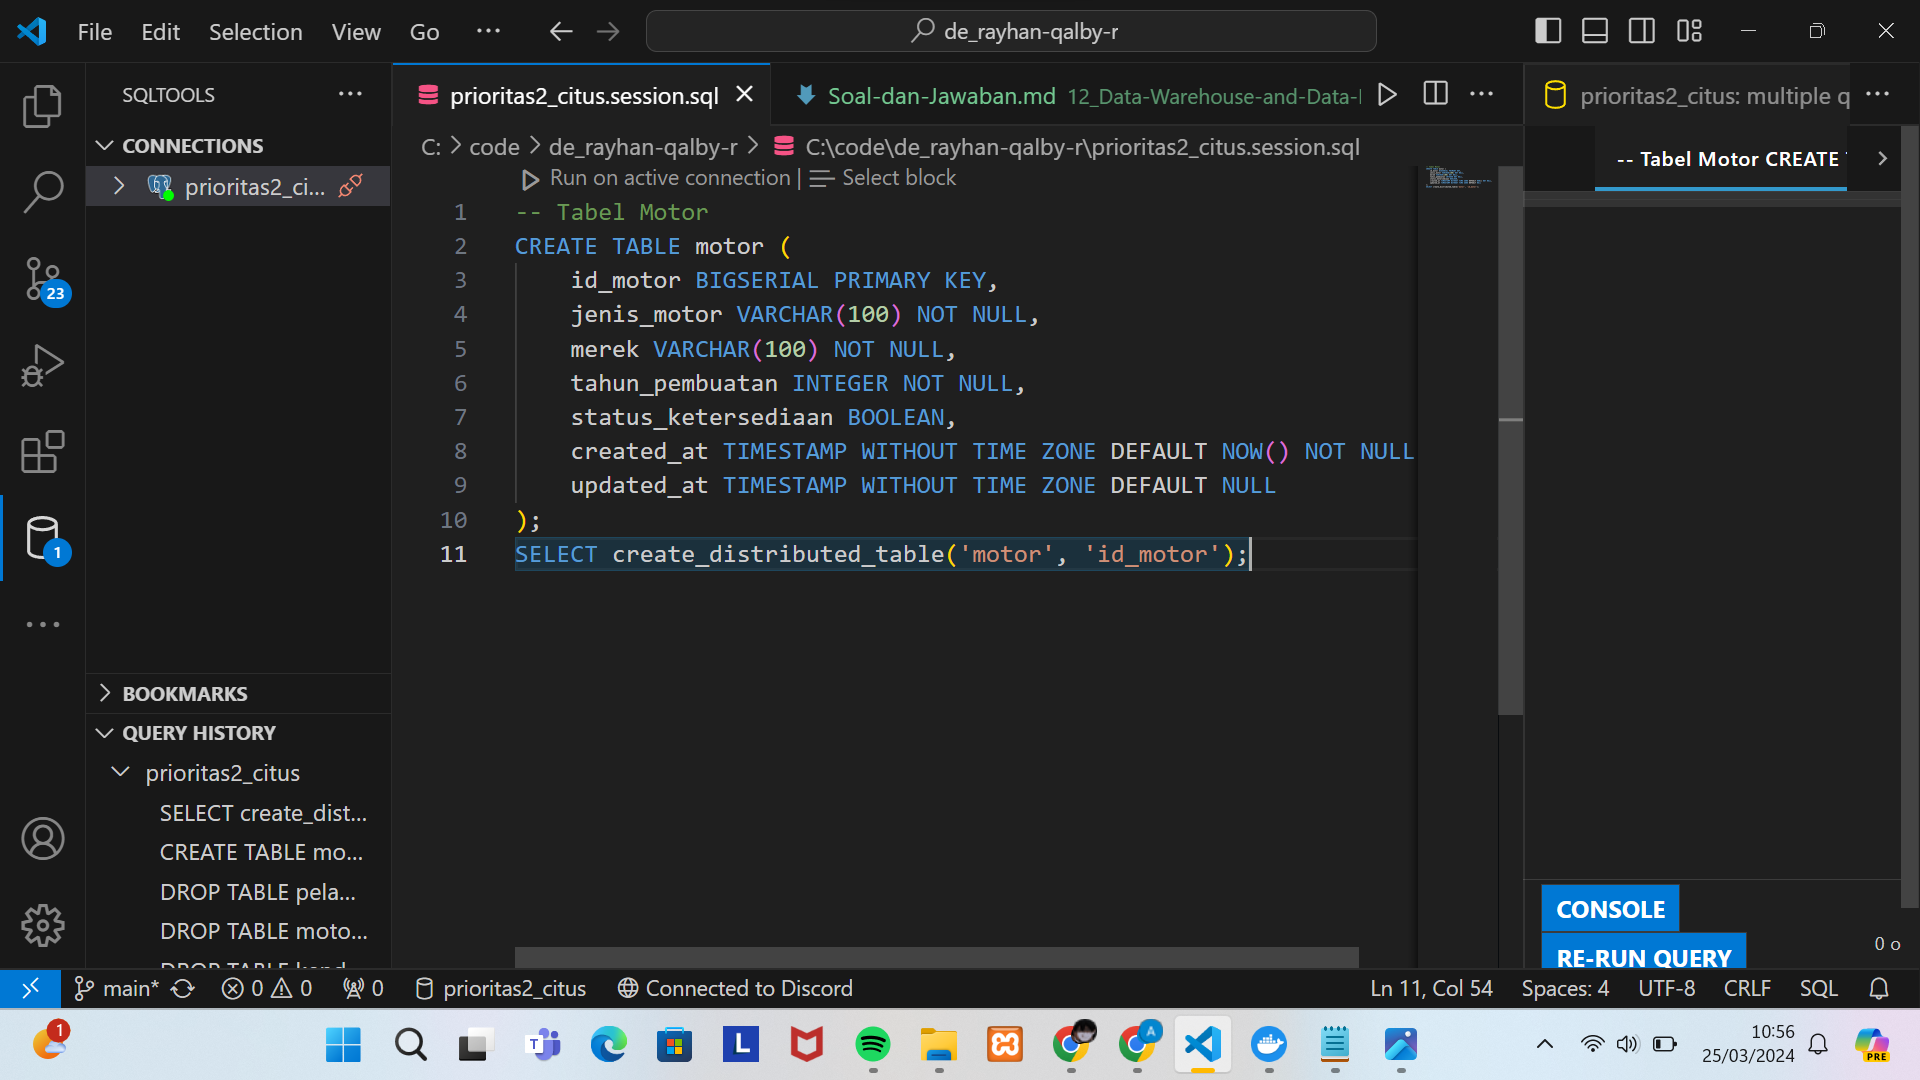 File Edit Selection View Go ··· de_rayhan-qalby-r
SQLTOOLS ···
CONNECTIONS
prioritas2_ci...
23
1
BOOKMARKS
QUERY HISTORY
prioritas2_citus
SELECT create_dist...
CREATE TABLE mo...
DROP TABLE pela...
DROP TABLE moto...
prioritas2_citus.session.sql Soal-dan-Jawaban.md 12_Data-Warehouse-and-Data-
C: > code > de_rayhan-qalby-r > C:\code\de_rayhan-qalby-r\prioritas2_citus.session.sql
Run on active connection | Select block
1 -- Tabel Motor
2 CREATE TABLE motor (
3 id_motor BIGSERIAL PRIMARY KEY,
4 jenis_motor VARCHAR(100) NOT NULL,
5 merek VARCHAR(100) NOT NULL,
6 tahun_pembuatan INTEGER NOT NULL,
7 status_ketersediaan BOOLEAN,
8 created_at TIMESTAMP WITHOUT TIME ZONE DEFAULT NOW() NOT NULL
9 updated_at TIMESTAMP WITHOUT TIME ZONE DEFAULT NULL
10 );
11 SELECT create_distributed_table('motor', 'id_motor');
prioritas2_citus: multiple q ···
-- Tabel Motor CREATE
CONSOLE
RE-RUN QUERY
0 o
main* 0 0 0 prioritas2_citus Connected to Discord Ln 11, Col 54 Spaces: 4 UTF-8 CRLF SQL
1
T
L
A
10:56
25/03/2024
PRE